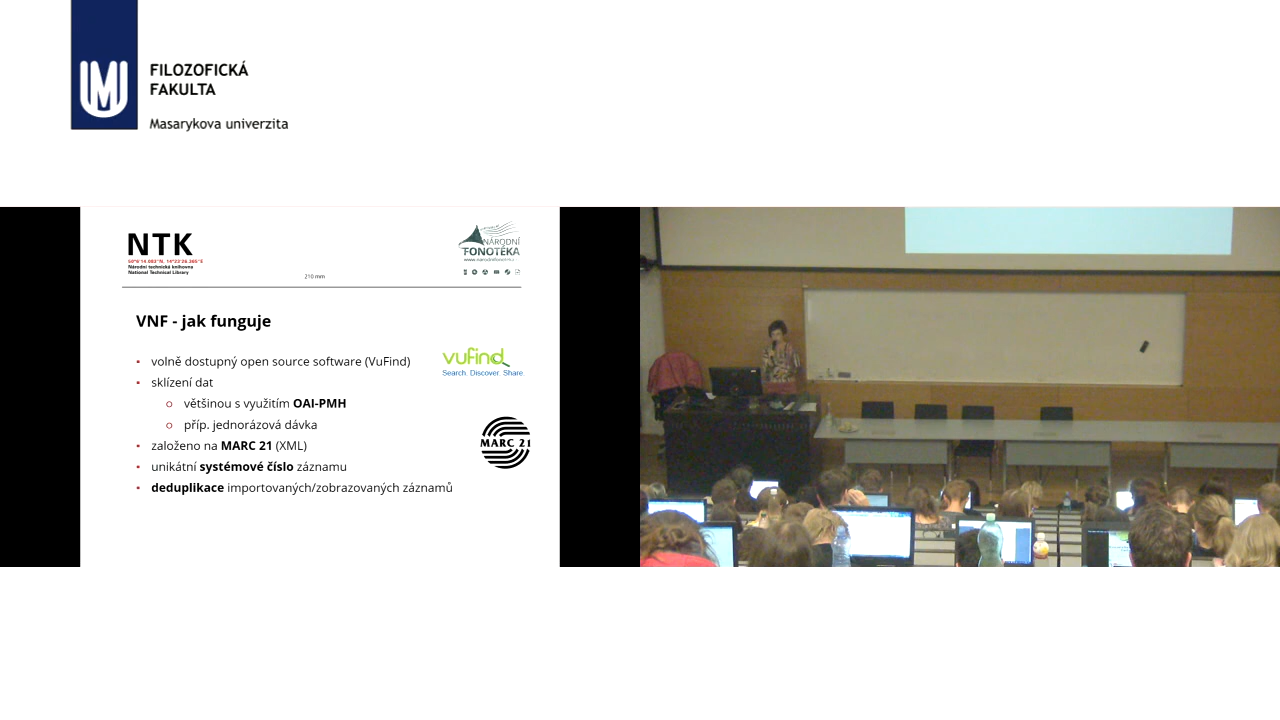 FILOZOFICKÁ
FAKULTA
Masarykova univerzita
NTK
Národní technická knihovna
National Technical Library
NÁRODNÍ
FONOTÉKA
210 mm
VNF - jak funguje
volně dostupný open source software (VuFind)
sklízení dat
většinou s využitím OAI-PMH
příp. jednorázová dávka
založeno na MARC 21 (XML)
unikátní systémové číslo záznamu
deduplikace importovaných/zobrazovaných záznamů
vufind
Search. Discover. Share.
MARC 21